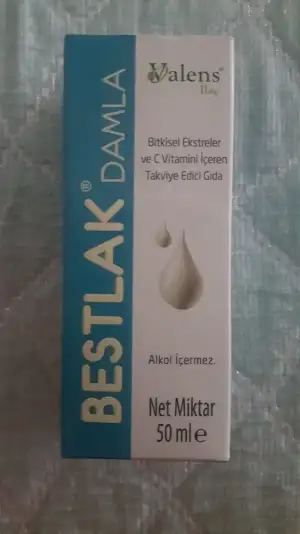 BESTLAK® DAMLA
Valens
İlaç
Bitkisel Ekstreler
ve C Vitamini İçeren
Takviye Edici Gıda
Alkol İçermez.
Net Miktar
50 ml e